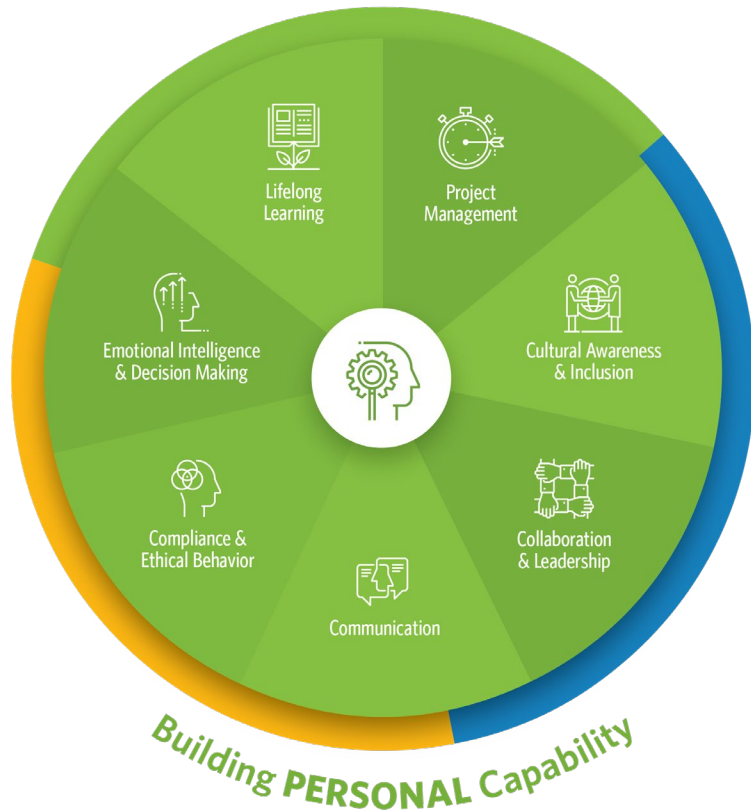 Lifelong
Learning
Project
Management
Emotional Intelligence
& Decision Making
Cultural Awareness
& Inclusion
Compliance &
Ethical Behavior
Collaboration
& Leadership
Communication
Building PERSONAL Capability